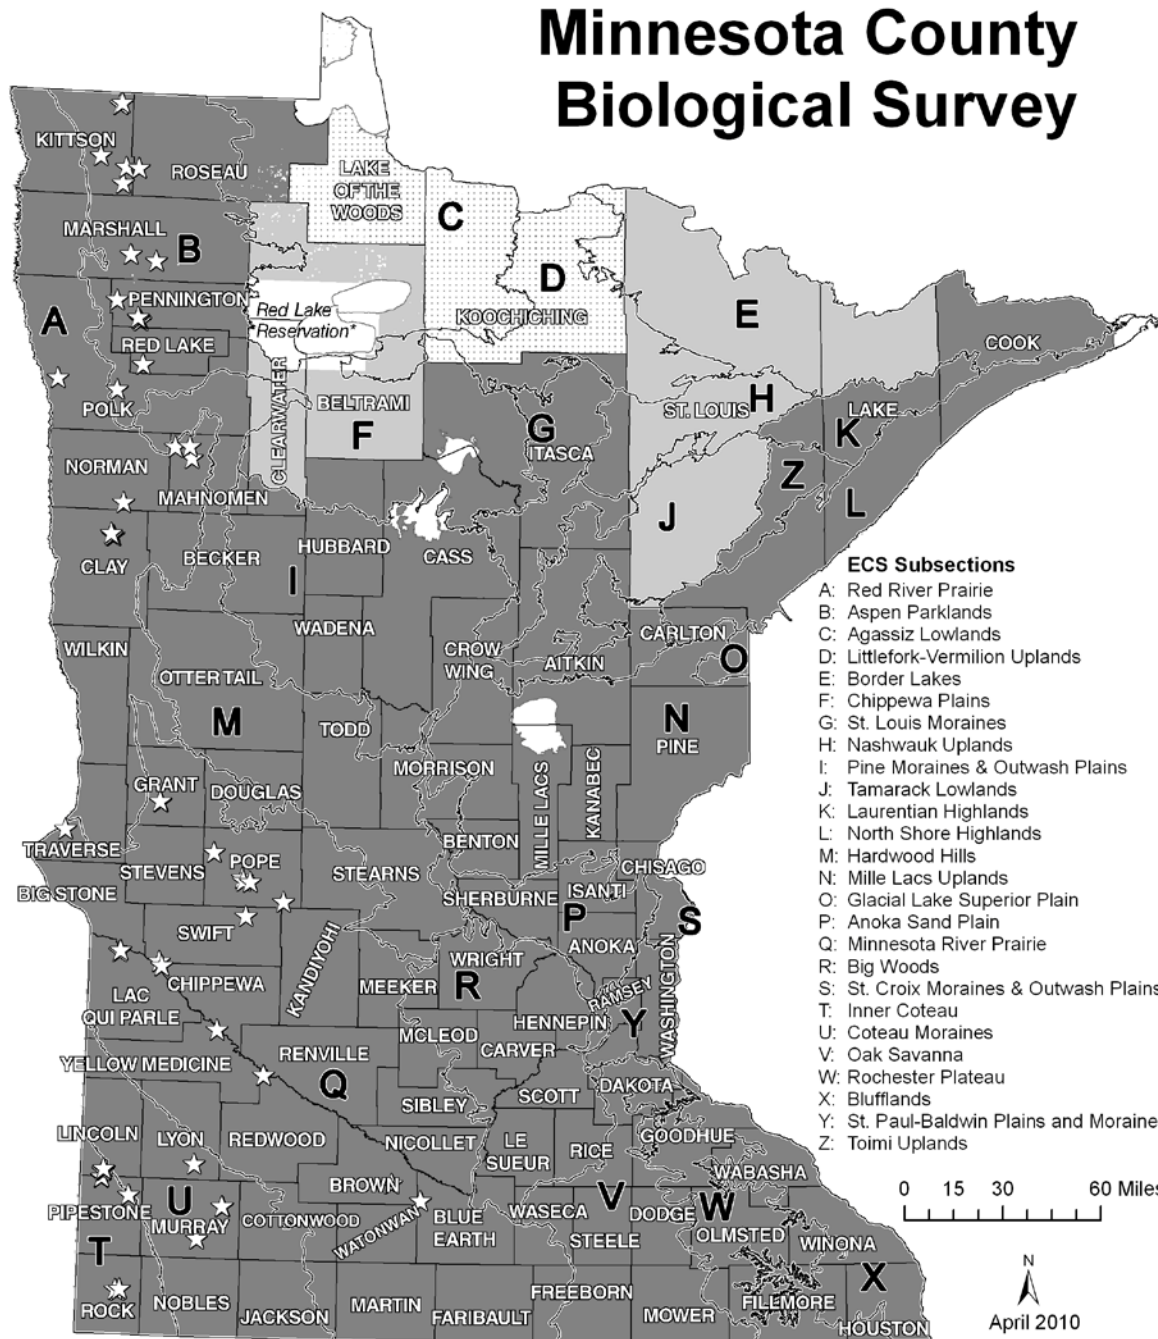 Minnesota County
Biological Survey
KITTSON
ROSEAU
LAKE
OF THE
WOODS
C
MARSHALL
B
D
PENNINGTON
Red Lake
*Reservation*
KOOCHICHING
E
A
RED LAKE
COOK
CLEARWATER
BELTRAMI
ST. LOUIS
H
LAKE
POLK
F
G
K
ITASCA
NORMAN
Z
MAHNOMEN
L
J
HUBBARD
CASS
BECKER
CLAY
I
WADENA
CARLTON
WILKIN
CROW
WING
AITKIN
O
OTTER TAIL
M
N
TODD
PINE
MORRISON
GRANT
DOUGLAS
MILLE LACS
KANABEC
BENTON
TRAVERSE
POPE
STEVENS
STEARNS
CHISAGO
BIG STONE
SHERBURNE
ISANTI
P
S
SWIFT
ANOKA
KANDIYOHI
WRIGHT
WASHINGTON
CHIPPEWA
MEEKER
R
RAMSEY
LAC
QUI PARLE
HENNEPIN
Y
MCLEOD
CARVER
RENVILLE
YELLOW MEDICINE
Q
DAKOTA
SCOTT
SIBLEY
LINCOLN
LYON
REDWOOD
NICOLLET
LE
SUEUR
RICE
GOODHUE
WABASHA
BROWN
PIPESTONE
U
MURRAY
COTTONWOOD
WATONWAN
BLUE
EARTH
WASECA
V
STEELE
DODGE
W
OLMSTED
WINONA
T
X
ROCK
NOBLES
JACKSON
MARTIN
FARIBAULT
FREEBORN
MOWER
FILLMORE
HOUSTON
ECS Subsections
A: Red River Prairie
B: Aspen Parklands
C: Agassiz Lowlands
D: Littlefork-Vermilion Uplands
E: Border Lakes
F: Chippewa Plains
G: St. Louis Moraines
H: Nashwauk Uplands
I: Pine Moraines & Outwash Plains
J: Tamarack Lowlands
K: Laurentian Highlands
L: North Shore Highlands
M: Hardwood Hills
N: Mille Lacs Uplands
O: Glacial Lake Superior Plain
P: Anoka Sand Plain
Q: Minnesota River Prairie
R: Big Woods
S: St. Croix Moraines & Outwash Plains
T: Inner Coteau
U: Coteau Moraines
V: Oak Savanna
W: Rochester Plateau
X: Blufflands
Y: St. Paul-Baldwin Plains and Moraine
Z: Toimi Uplands
0 15 30 60 Miles
N
April 2010